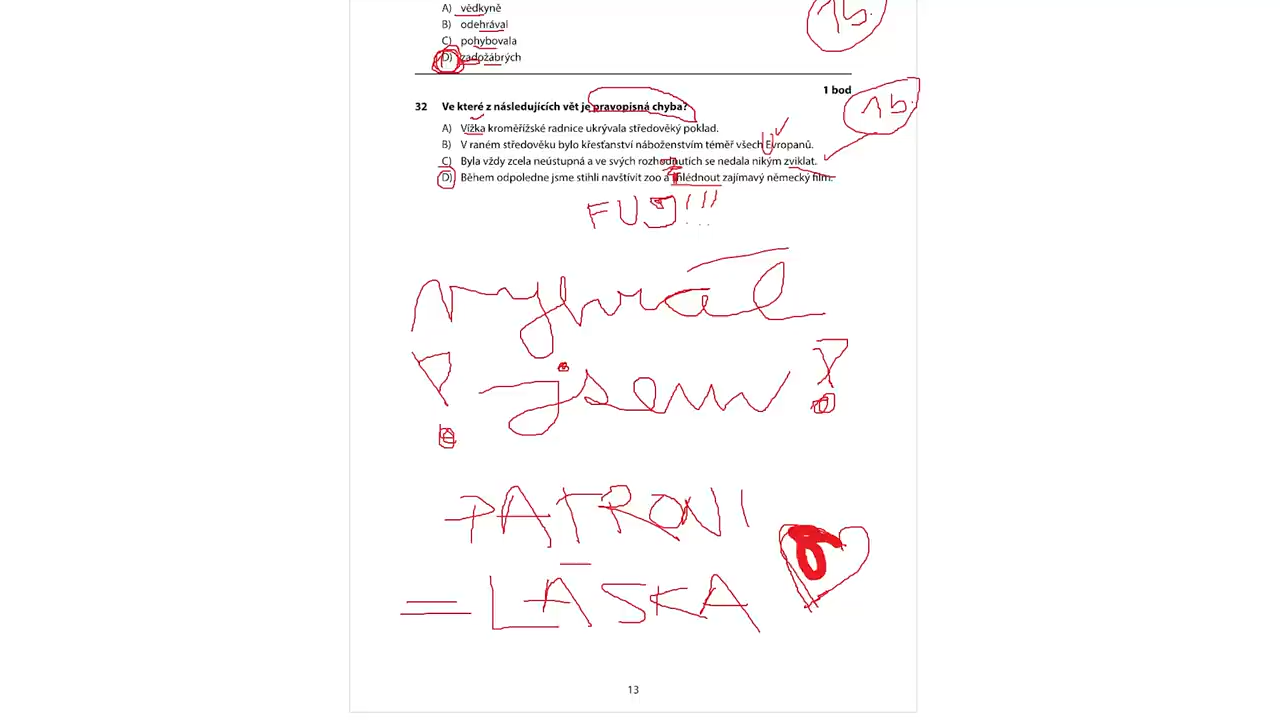 A) vědkyně
B) odehrával
C) pohybovala
D) zadožábrých
1b.
1 bod
32 Ve které z následujících vět je pravopisná chyba?
1b.
A) Vížka kroměřížské radnice ukrývala středověký poklad.
B) V raném středověku bylo křesťanství náboženstvím téměř všech Evropanů.
C) Byla vždy zcela neústupná a ve svých rozhodnutích se nedala nikým zviklat.
D) Během odpoledne jsme stihli navštívit zoo a shlédnout zajímavý německý film.
FUJ!!!
vyhrál
! jsem !
PATRONI
= LÁSKA
13